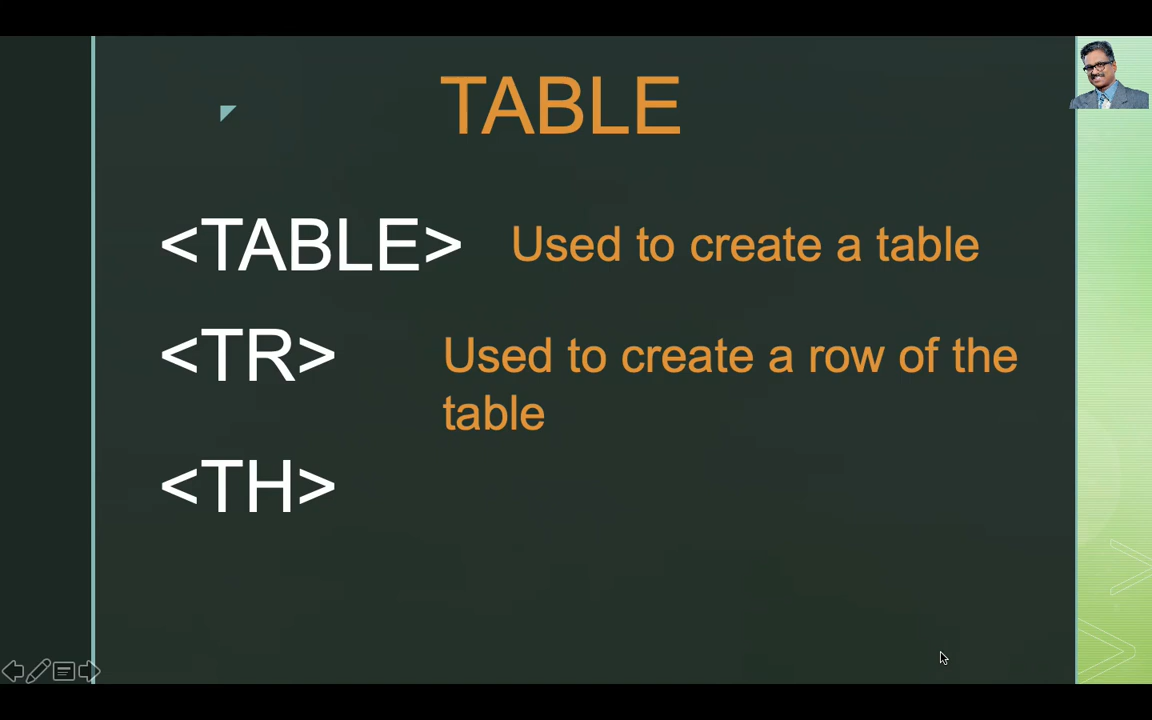 TABLE
<TABLE> Used to create a table
<TR> Used to create a row of the
table
<TH>